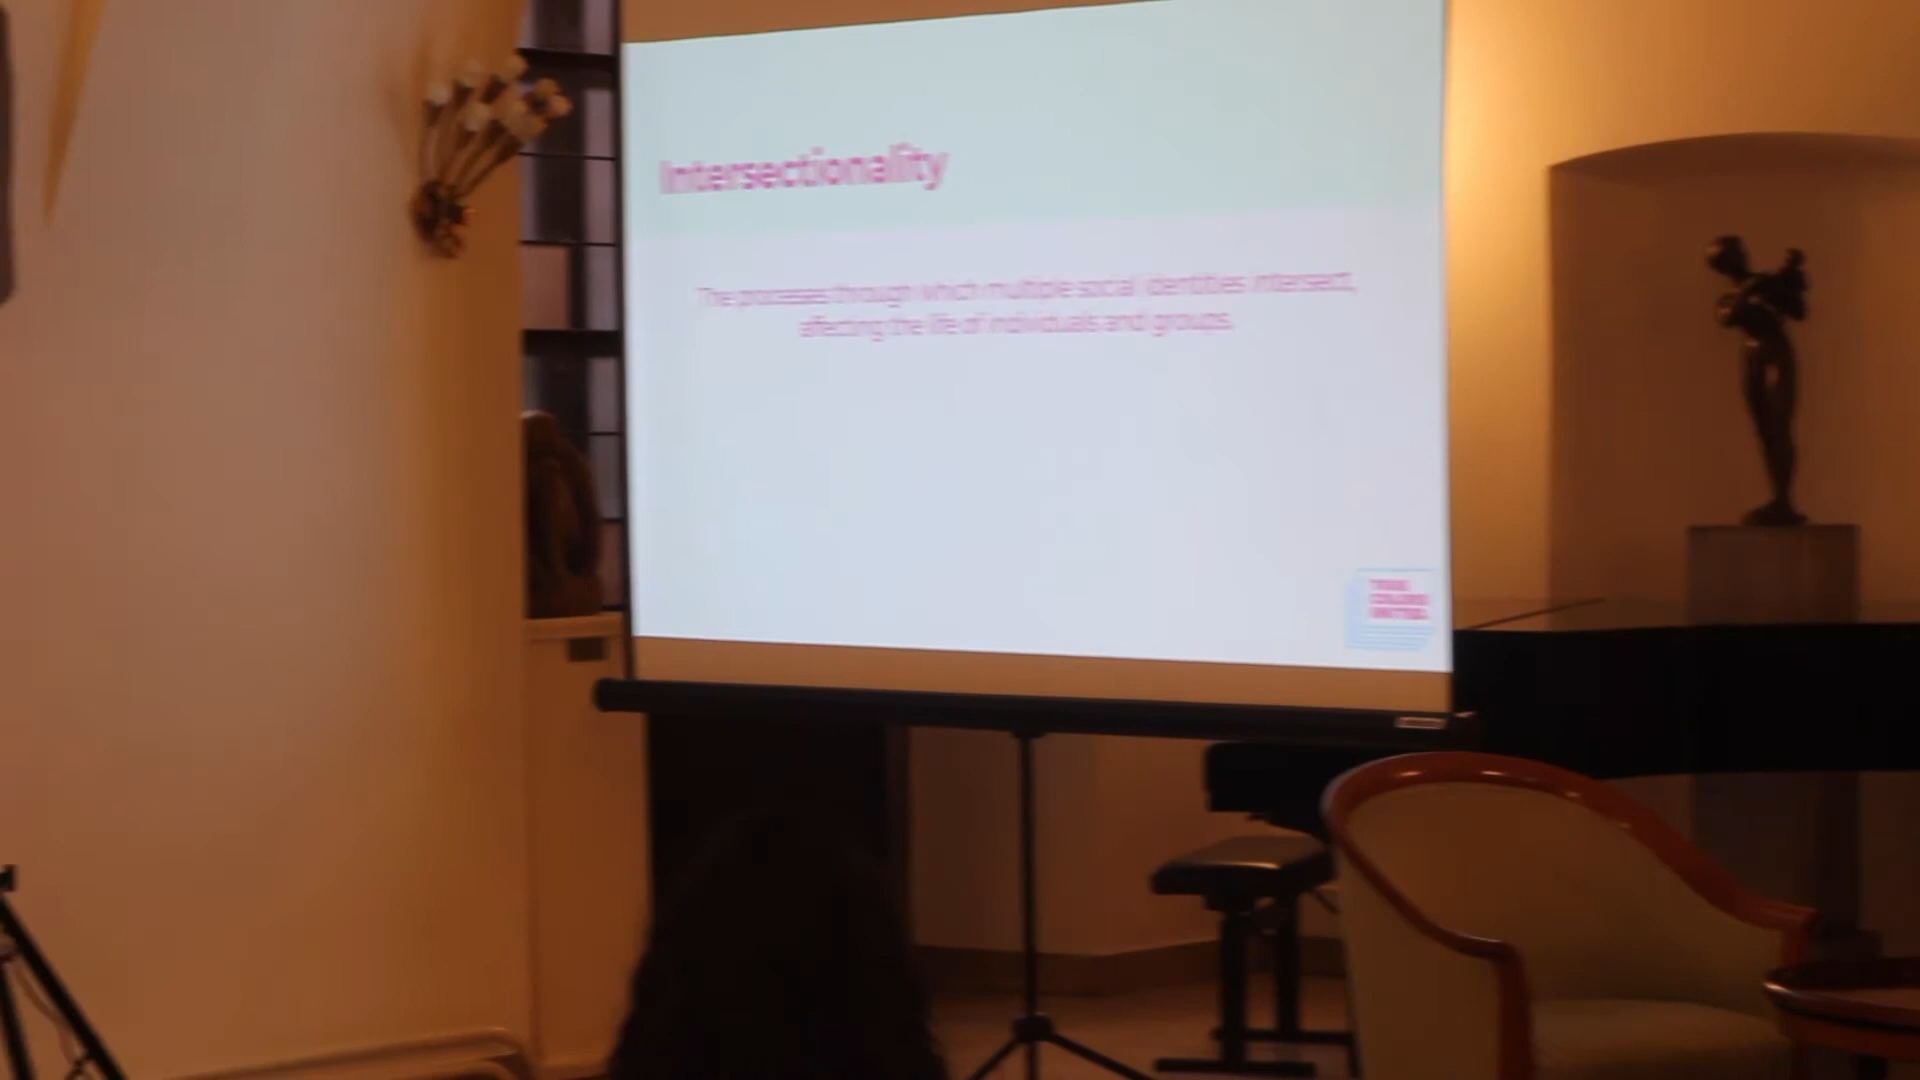 Intersectionality
The processes through which multiple social identities intersect,
affecting the life of individuals and groups.